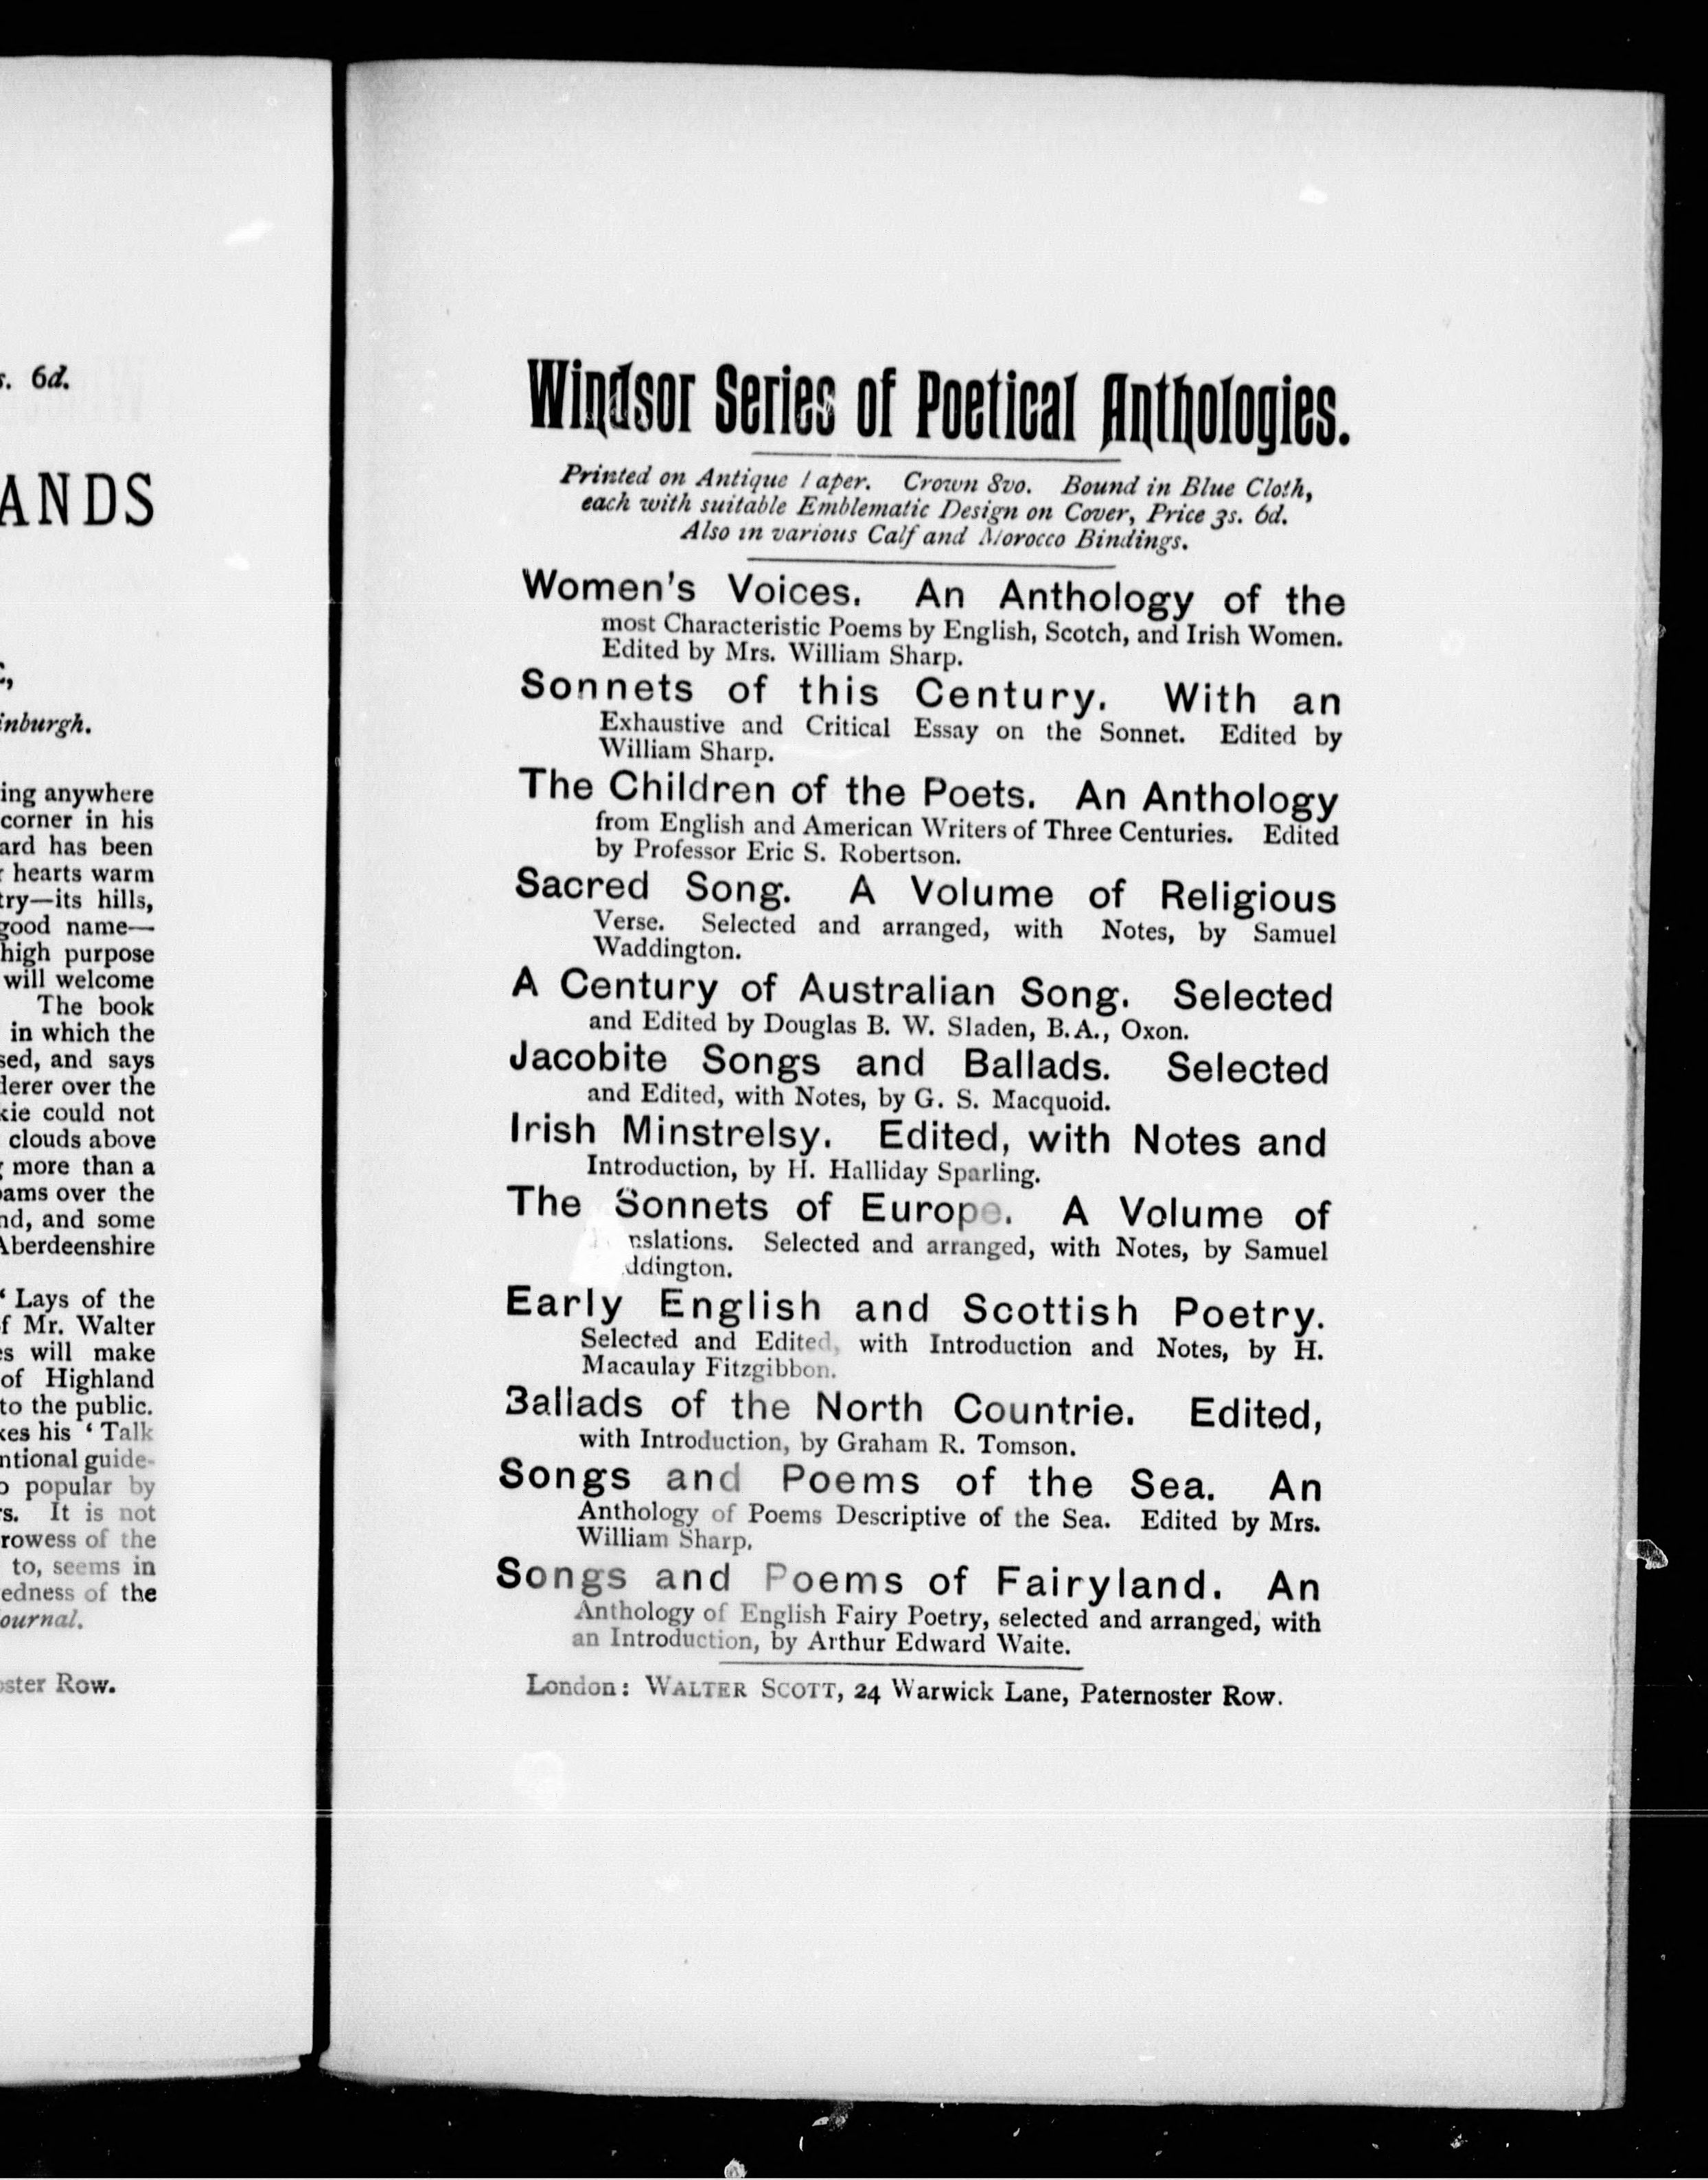 6d.
ANDS
inburgh.
ing anywhere
corner in his
ard has been
hearts warm
try—its hills,
good name—
high purpose
will welcome
The book
in which the
sed, and says
derer over the
kie could not
clouds above
more than a
oams over the
nd, and some
Aberdeenshire
‘ Lays of the
f Mr. Walter
es will make
of Highland
to the public.
kes his ‘ Talk
ntional guide-
o popular by
rs. It is not
rowess of the
to, seems in
edness of the
ournal.
oster Row.
Windsor Series of Poetical Anthologies.
Printed on Antique Paper. Crown 8vo. Bound in Blue Cloth,
each with suitable Emblematic Design on Cover, Price 3s. 6d.
Also in various Calf and Morocco Bindings.
Women's Voices. An Anthology of the
most Characteristic Poems by English, Scotch, and Irish Women.
Edited by Mrs. William Sharp.
Sonnets of this Century. With an
Exhaustive and Critical Essay on the Sonnet. Edited by
William Sharp.
The Children of the Poets. An Anthology
from English and American Writers of Three Centuries. Edited
by Professor Eric S. Robertson.
Sacred Song. A Volume of Religious
Verse. Selected and arranged, with Notes, by Samuel
Waddington.
A Century of Australian Song. Selected
and Edited by Douglas B. W. Sladen, B.A., Oxon.
Jacobite Songs and Ballads. Selected
and Edited, with Notes, by G. S. Macquoid.
Irish Minstrelsy. Edited, with Notes and
Introduction, by H. Halliday Sparling.
The Sonnets of Europe. A Volume of
nslations. Selected and arranged, with Notes, by Samuel
ddington.
Early English and Scottish Poetry.
Selected and Edited, with Introduction and Notes, by H.
Macaulay Fitzgibbon.
Ballads of the North Countrie. Edited,
with Introduction, by Graham R. Tomson.
Songs and Poems of the Sea. An
Anthology of Poems Descriptive of the Sea. Edited by Mrs.
William Sharp.
Songs and Poems of Fairyland. An
Anthology of English Fairy Poetry, selected and arranged, with
an Introduction, by Arthur Edward Waite.
London: WALTER SCOTT, 24 Warwick Lane, Paternoster Row.